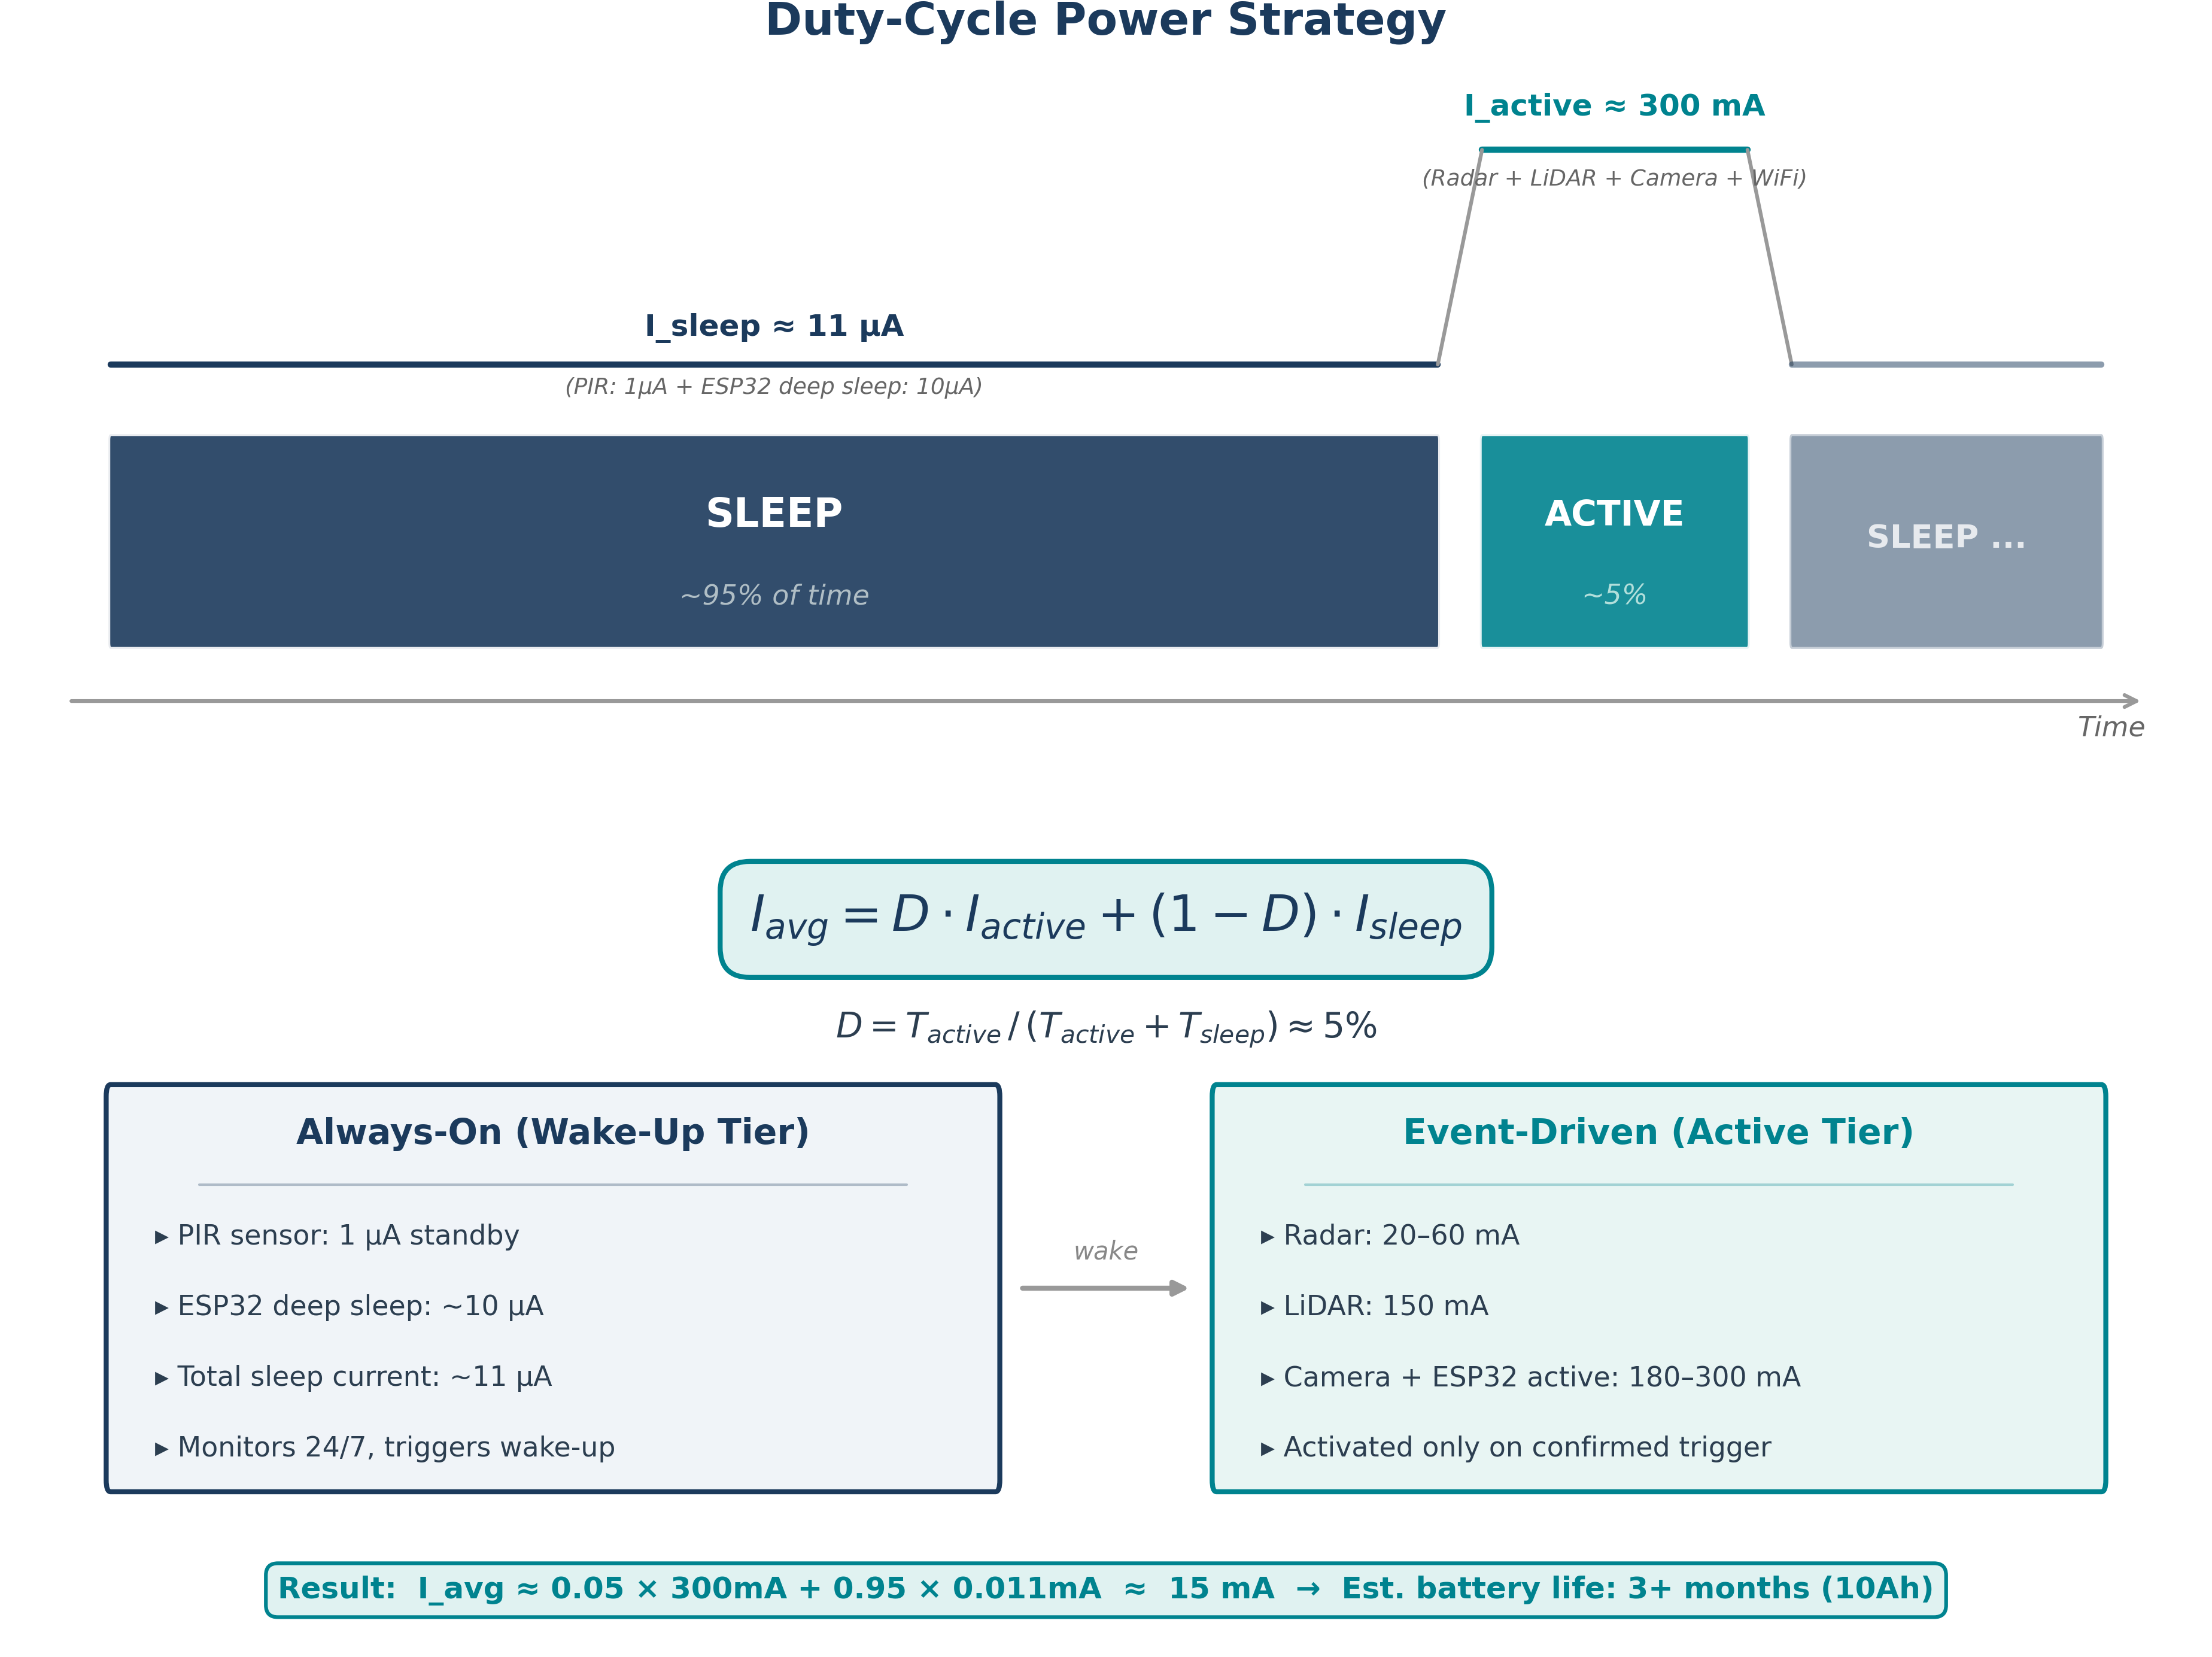 Duty-Cycle Power Strategy
I_active ≈ 300 mA
(Radar + LiDAR + Camera + WiFi)
I_sleep ≈ 11 µA
(PIR: 1µA + ESP32 deep sleep: 10µA)
SLEEP
~95% of time
ACTIVE
~5%
SLEEP ...
Time
I_avg = D · I_active + (1 − D) · I_sleep
D = T_active / (T_active + T_sleep) ≈ 5%
Always-On (Wake-Up Tier)
▸ PIR sensor: 1 µA standby
▸ ESP32 deep sleep: ~10 µA
▸ Total sleep current: ~11 µA
▸ Monitors 24/7, triggers wake-up
wake
Event-Driven (Active Tier)
▸ Radar: 20–60 mA
▸ LiDAR: 150 mA
▸ Camera + ESP32 active: 180–300 mA
▸ Activated only on confirmed trigger
Result: I_avg ≈ 0.05 × 300mA + 0.95 × 0.011mA ≈ 15 mA → Est. battery life: 3+ months (10Ah)